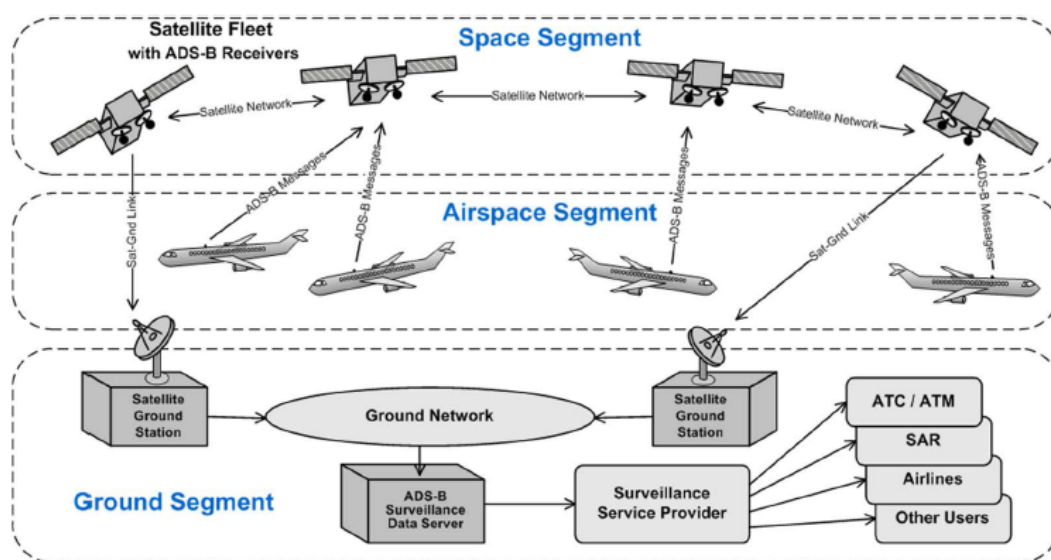 Satellite Fleet
with ADS-B Receivers
Space Segment
Satellite Network
Satellite Network
Satellite Network
ADS-B Messages
ADS-B Messages
ADS-B Messages
ADS-B Messages
Sat-Gnd Link
Airspace Segment
Sat-Gnd Link
Satellite
Ground
Station
Ground Network
Satellite
Ground
Station
ATC / ATM
SAR
Airlines
Other Users
Ground Segment
ADS-B
Surveillance
Data Server
Surveillance
Service Provider